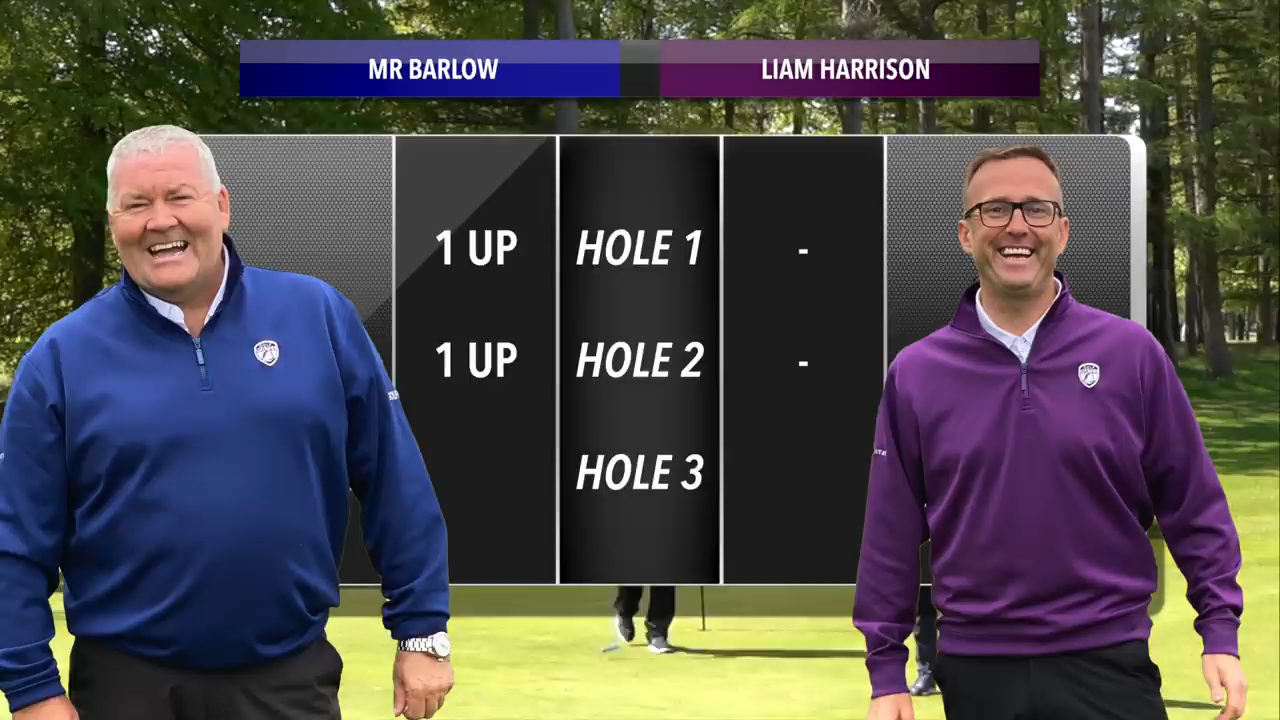 MR BARLOW
LIAM HARRISON
1 UP HOLE 1 -
1 UP HOLE 2 -
HOLE 3